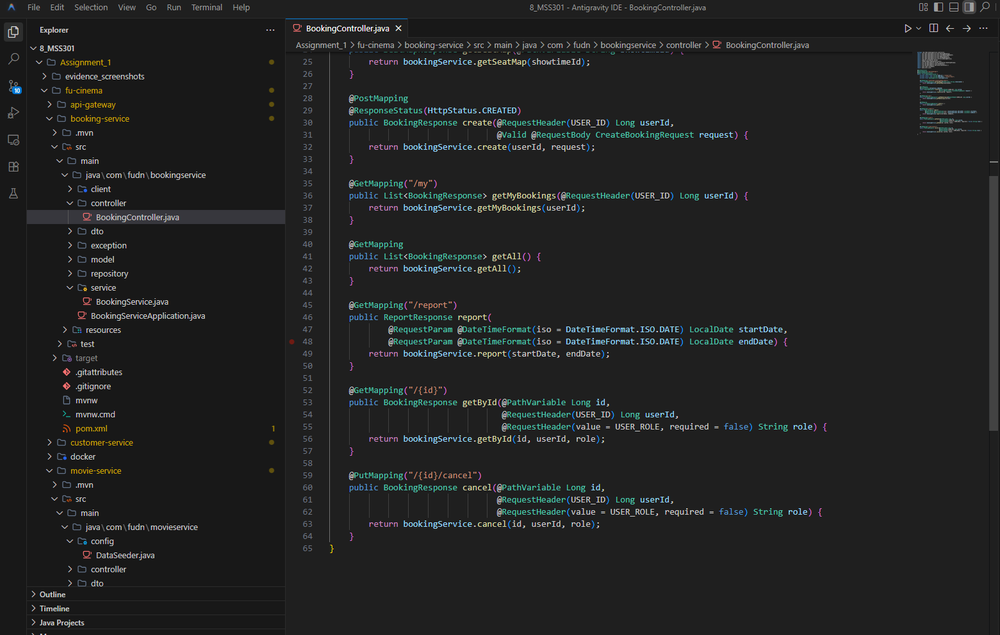 File Edit Selection View Go Run Terminal Help
8_MSS301 - Antigravity IDE - BookingController.java
Explorer
8_MSS301
Assignment_1
evidence_screenshots
fu-cinema
api-gateway
booking-service
.mvn
src
main
java\com\fudn\bookingservice
client
controller
BookingController.java
dto
exception
model
repository
service
BookingService.java
BookingServiceApplication.java
resources
test
target
.gitattributes
.gitignore
mvnw
mvnw.cmd
pom.xml 1
customer-service
docker
movie-service
.mvn
src
main
java\com\fudn\movieservice
config
DataSeeder.java
controller
dto
Outline
Timeline
Java Projects
10
BookingController.java
Assignment_1 > fu-cinema > booking-service > src > main > java > com > fudn > bookingservice > controller > BookingController.java
25 return bookingService.getSeatMap(showtimeId);
26 }
27
28 @PostMapping
29 @ResponseStatus(HttpStatus.CREATED)
30 public BookingResponse create(@RequestHeader(USER_ID) Long userId,
31 @Valid @RequestBody CreateBookingRequest request) {
32 return bookingService.create(userId, request);
33 }
34
35 @GetMapping("/my")
36 public List<BookingResponse> getMyBookings(@RequestHeader(USER_ID) Long userId) {
37 return bookingService.getMyBookings(userId);
38 }
39
40 @GetMapping
41 public List<BookingResponse> getAll() {
42 return bookingService.getAll();
43 }
44
45 @GetMapping("/report")
46 public ReportResponse report(
47 @RequestParam @DateTimeFormat(iso = DateTimeFormat.ISO.DATE) LocalDate startDate,
48 @RequestParam @DateTimeFormat(iso = DateTimeFormat.ISO.DATE) LocalDate endDate) {
49 return bookingService.report(startDate, endDate);
50 }
51
52 @GetMapping("/{id}")
53 public BookingResponse getById(@PathVariable Long id,
54 @RequestHeader(USER_ID) Long userId,
55 @RequestHeader(value = USER_ROLE, required = false) String role) {
56 return bookingService.getById(id, userId, role);
57 }
58
59 @PutMapping("/{id}/cancel")
60 public BookingResponse cancel(@PathVariable Long id,
61 @RequestHeader(USER_ID) Long userId,
62 @RequestHeader(value = USER_ROLE, required = false) String role) {
63 return bookingService.cancel(id, userId, role);
64 }
65 }